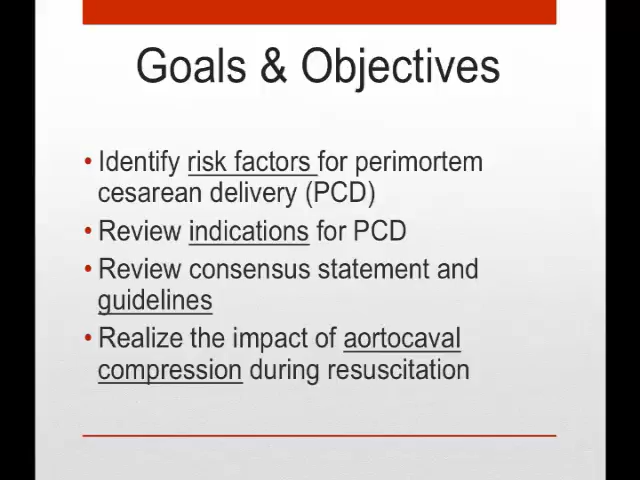 Goals & Objectives
• Identify risk factors for perimortem
cesarean delivery (PCD)
• Review indications for PCD
• Review consensus statement and
guidelines
• Realize the impact of aortocaval
compression during resuscitation